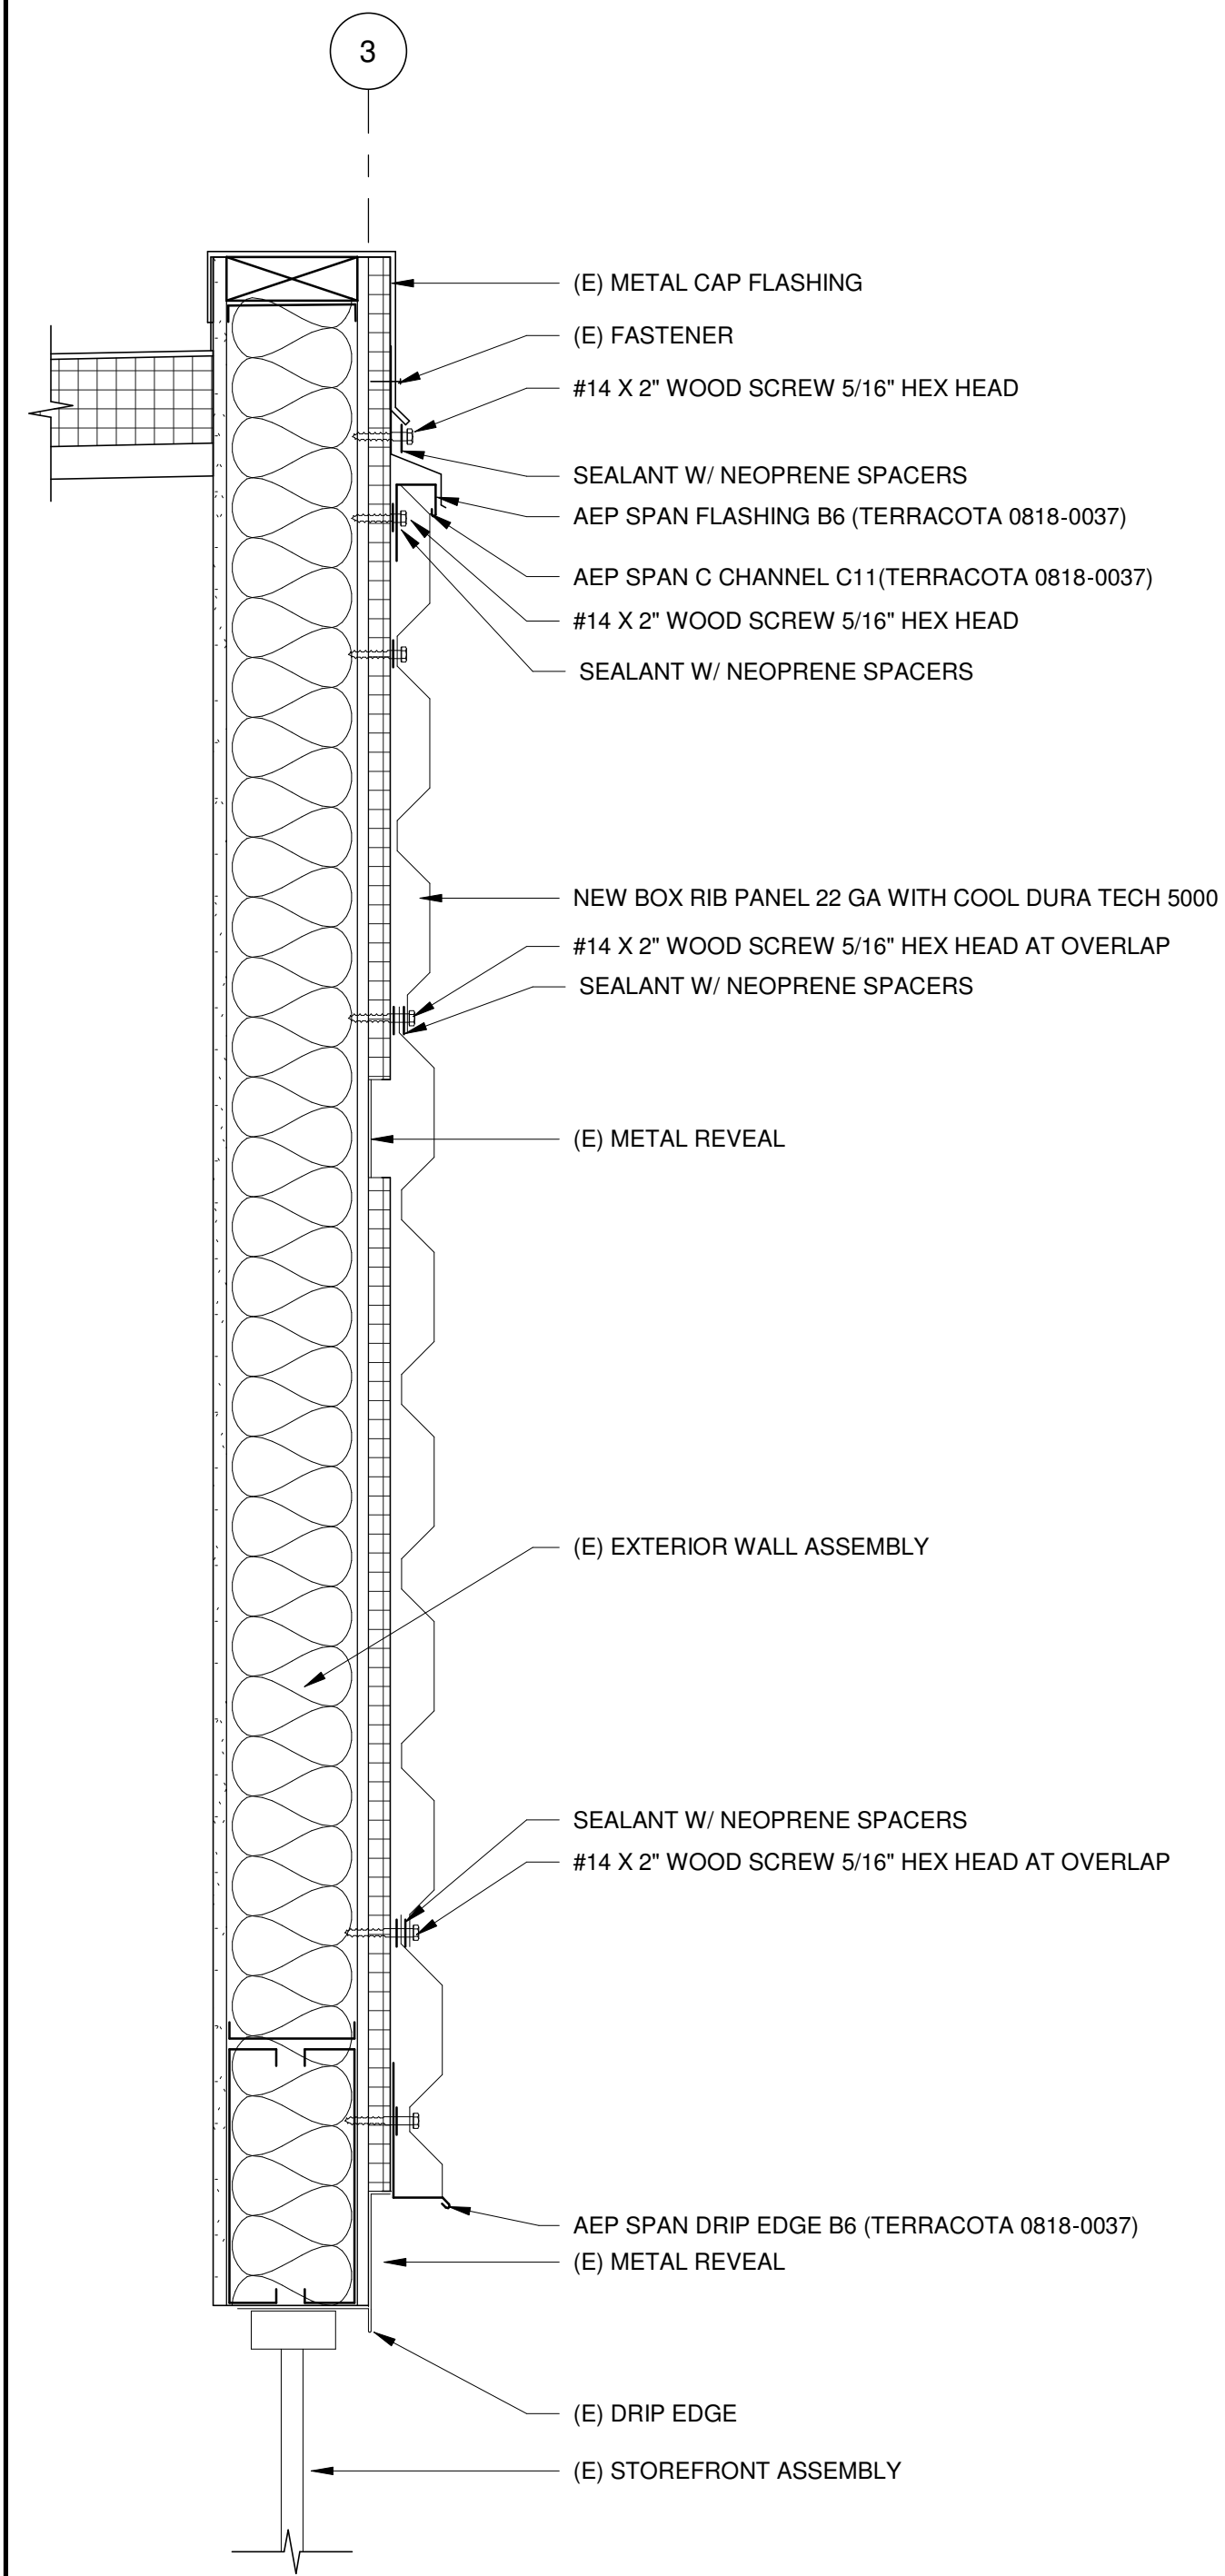 3
(E) METAL CAP FLASHING
(E) FASTENER
#14 X 2" WOOD SCREW 5/16" HEX HEAD
SEALANT W/ NEOPRENE SPACERS
AEP SPAN FLASHING B6 (TERRACOTA 0818-0037)
AEP SPAN C CHANNEL C11(TERRACOTA 0818-0037)
#14 X 2" WOOD SCREW 5/16" HEX HEAD
SEALANT W/ NEOPRENE SPACERS
NEW BOX RIB PANEL 22 GA WITH COOL DURA TECH 5000
#14 X 2" WOOD SCREW 5/16" HEX HEAD AT OVERLAP
SEALANT W/ NEOPRENE SPACERS
(E) METAL REVEAL
(E) EXTERIOR WALL ASSEMBLY
SEALANT W/ NEOPRENE SPACERS
#14 X 2" WOOD SCREW 5/16" HEX HEAD AT OVERLAP
AEP SPAN DRIP EDGE B6 (TERRACOTA 0818-0037)
(E) METAL REVEAL
(E) DRIP EDGE
(E) STOREFRONT ASSEMBLY